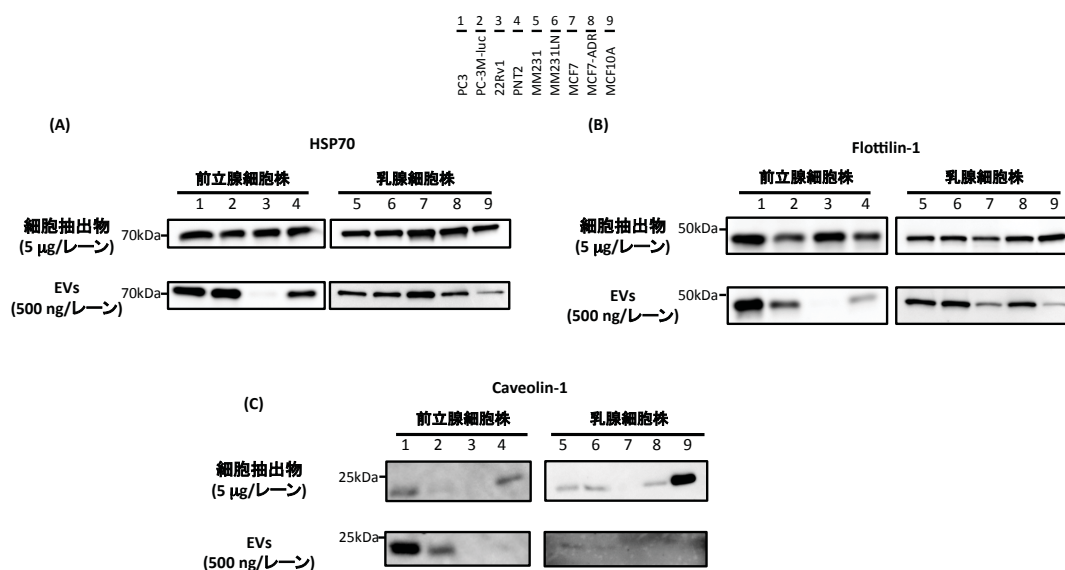 1 2 3 4 5 6 7 8 9
PC3
PC-3M-luc
22Rv1
PNT2
MM231
MM231LN
MCF7
MCF7-ADR
MCF10A
(A)
HSP70
前立腺細胞株 乳腺細胞株
1 2 3 4 5 6 7 8 9
細胞抽出物
(5 μg/レーン)
70kDa
EVs
(500 ng/レーン)
70kDa
(B)
Flottilin-1
前立腺細胞株 乳腺細胞株
1 2 3 4 5 6 7 8 9
細胞抽出物
(5 μg/レーン)
50kDa
EVs
(500 ng/レーン)
50kDa
(C)
Caveolin-1
前立腺細胞株 乳腺細胞株
1 2 3 4 5 6 7 8 9
細胞抽出物
(5 μg/レーン)
25kDa
EVs
(500 ng/レーン)
25kDa